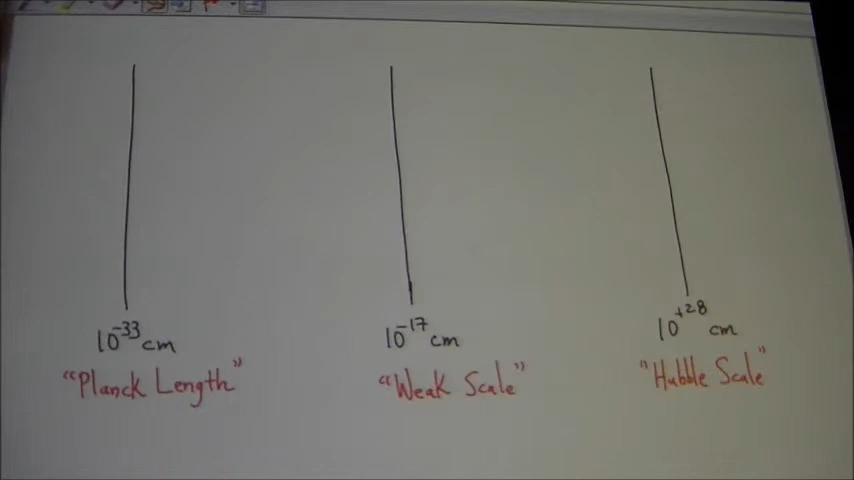 10⁻³³ cm
"Planck Length"
10⁻¹⁷ cm
"Weak Scale"
10⁺²⁸ cm
"Hubble Scale"